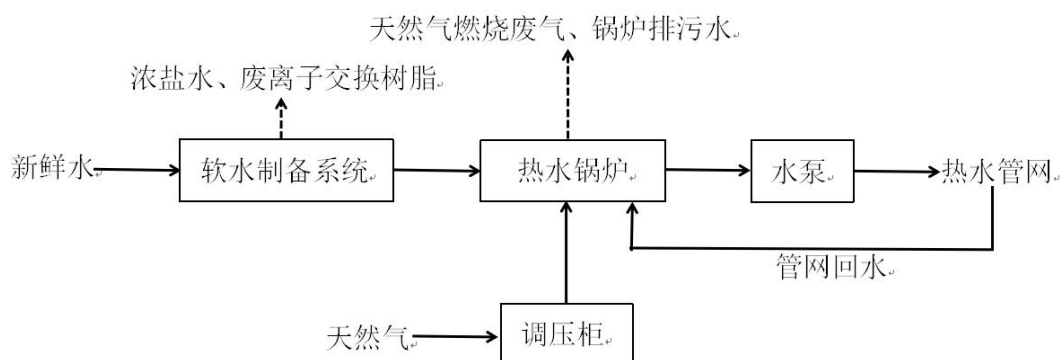 天然气燃烧废气、锅炉排污水
浓盐水、废离子交换树脂
新鲜水
软水制备系统
热水锅炉
水泵
热水管网
管网回水
天然气
调压柜